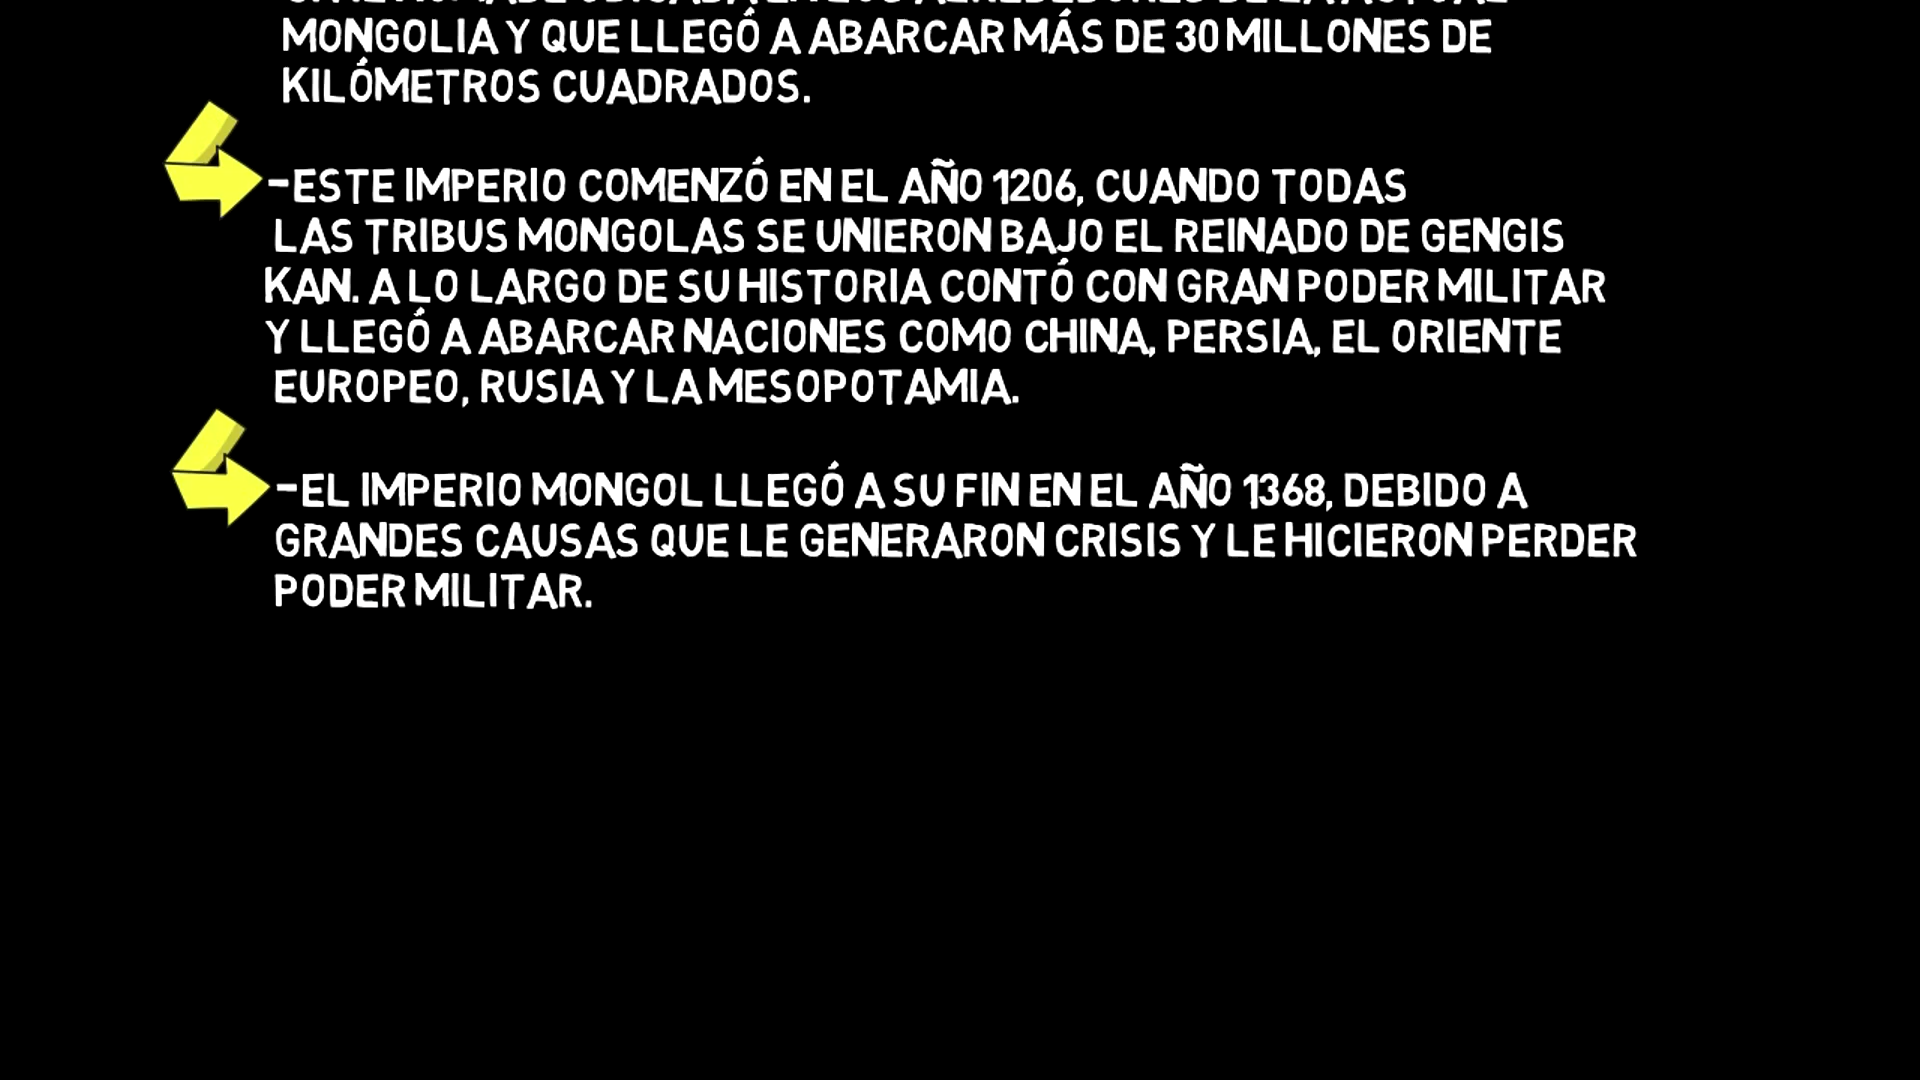 MONGOLIA Y QUE LLEGÓ A ABARCAR MÁS DE 30 MILLONES DE
KILÓMETROS CUADRADOS.
-ESTE IMPERIO COMENZÓ EN EL AÑO 1206, CUANDO TODAS
LAS TRIBUS MONGOLAS SE UNIERON BAJO EL REINADO DE GENGIS
KAN. A LO LARGO DE SU HISTORIA CONTÓ CON GRAN PODER MILITAR
Y LLEGÓ A ABARCAR NACIONES COMO CHINA, PERSIA, EL ORIENTE
EUROPEO, RUSIA Y LA MESOPOTAMIA.
-EL IMPERIO MONGOL LLEGÓ A SU FIN EN EL AÑO 1368, DEBIDO A
GRANDES CAUSAS QUE LE GENERARON CRISIS Y LE HICIERON PERDER
PODER MILITAR.